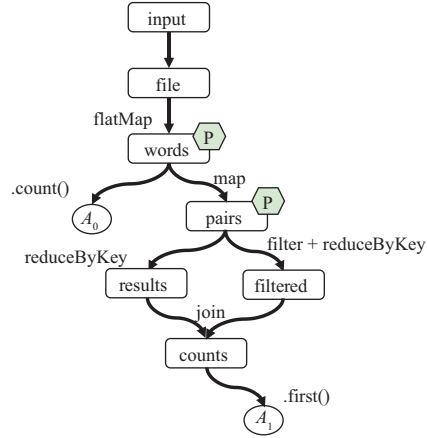 input
file
flatMap
P
words
.count()
map
A0
P
pairs
reduceByKey
filter + reduceByKey
results
filtered
join
counts
.first()
A1